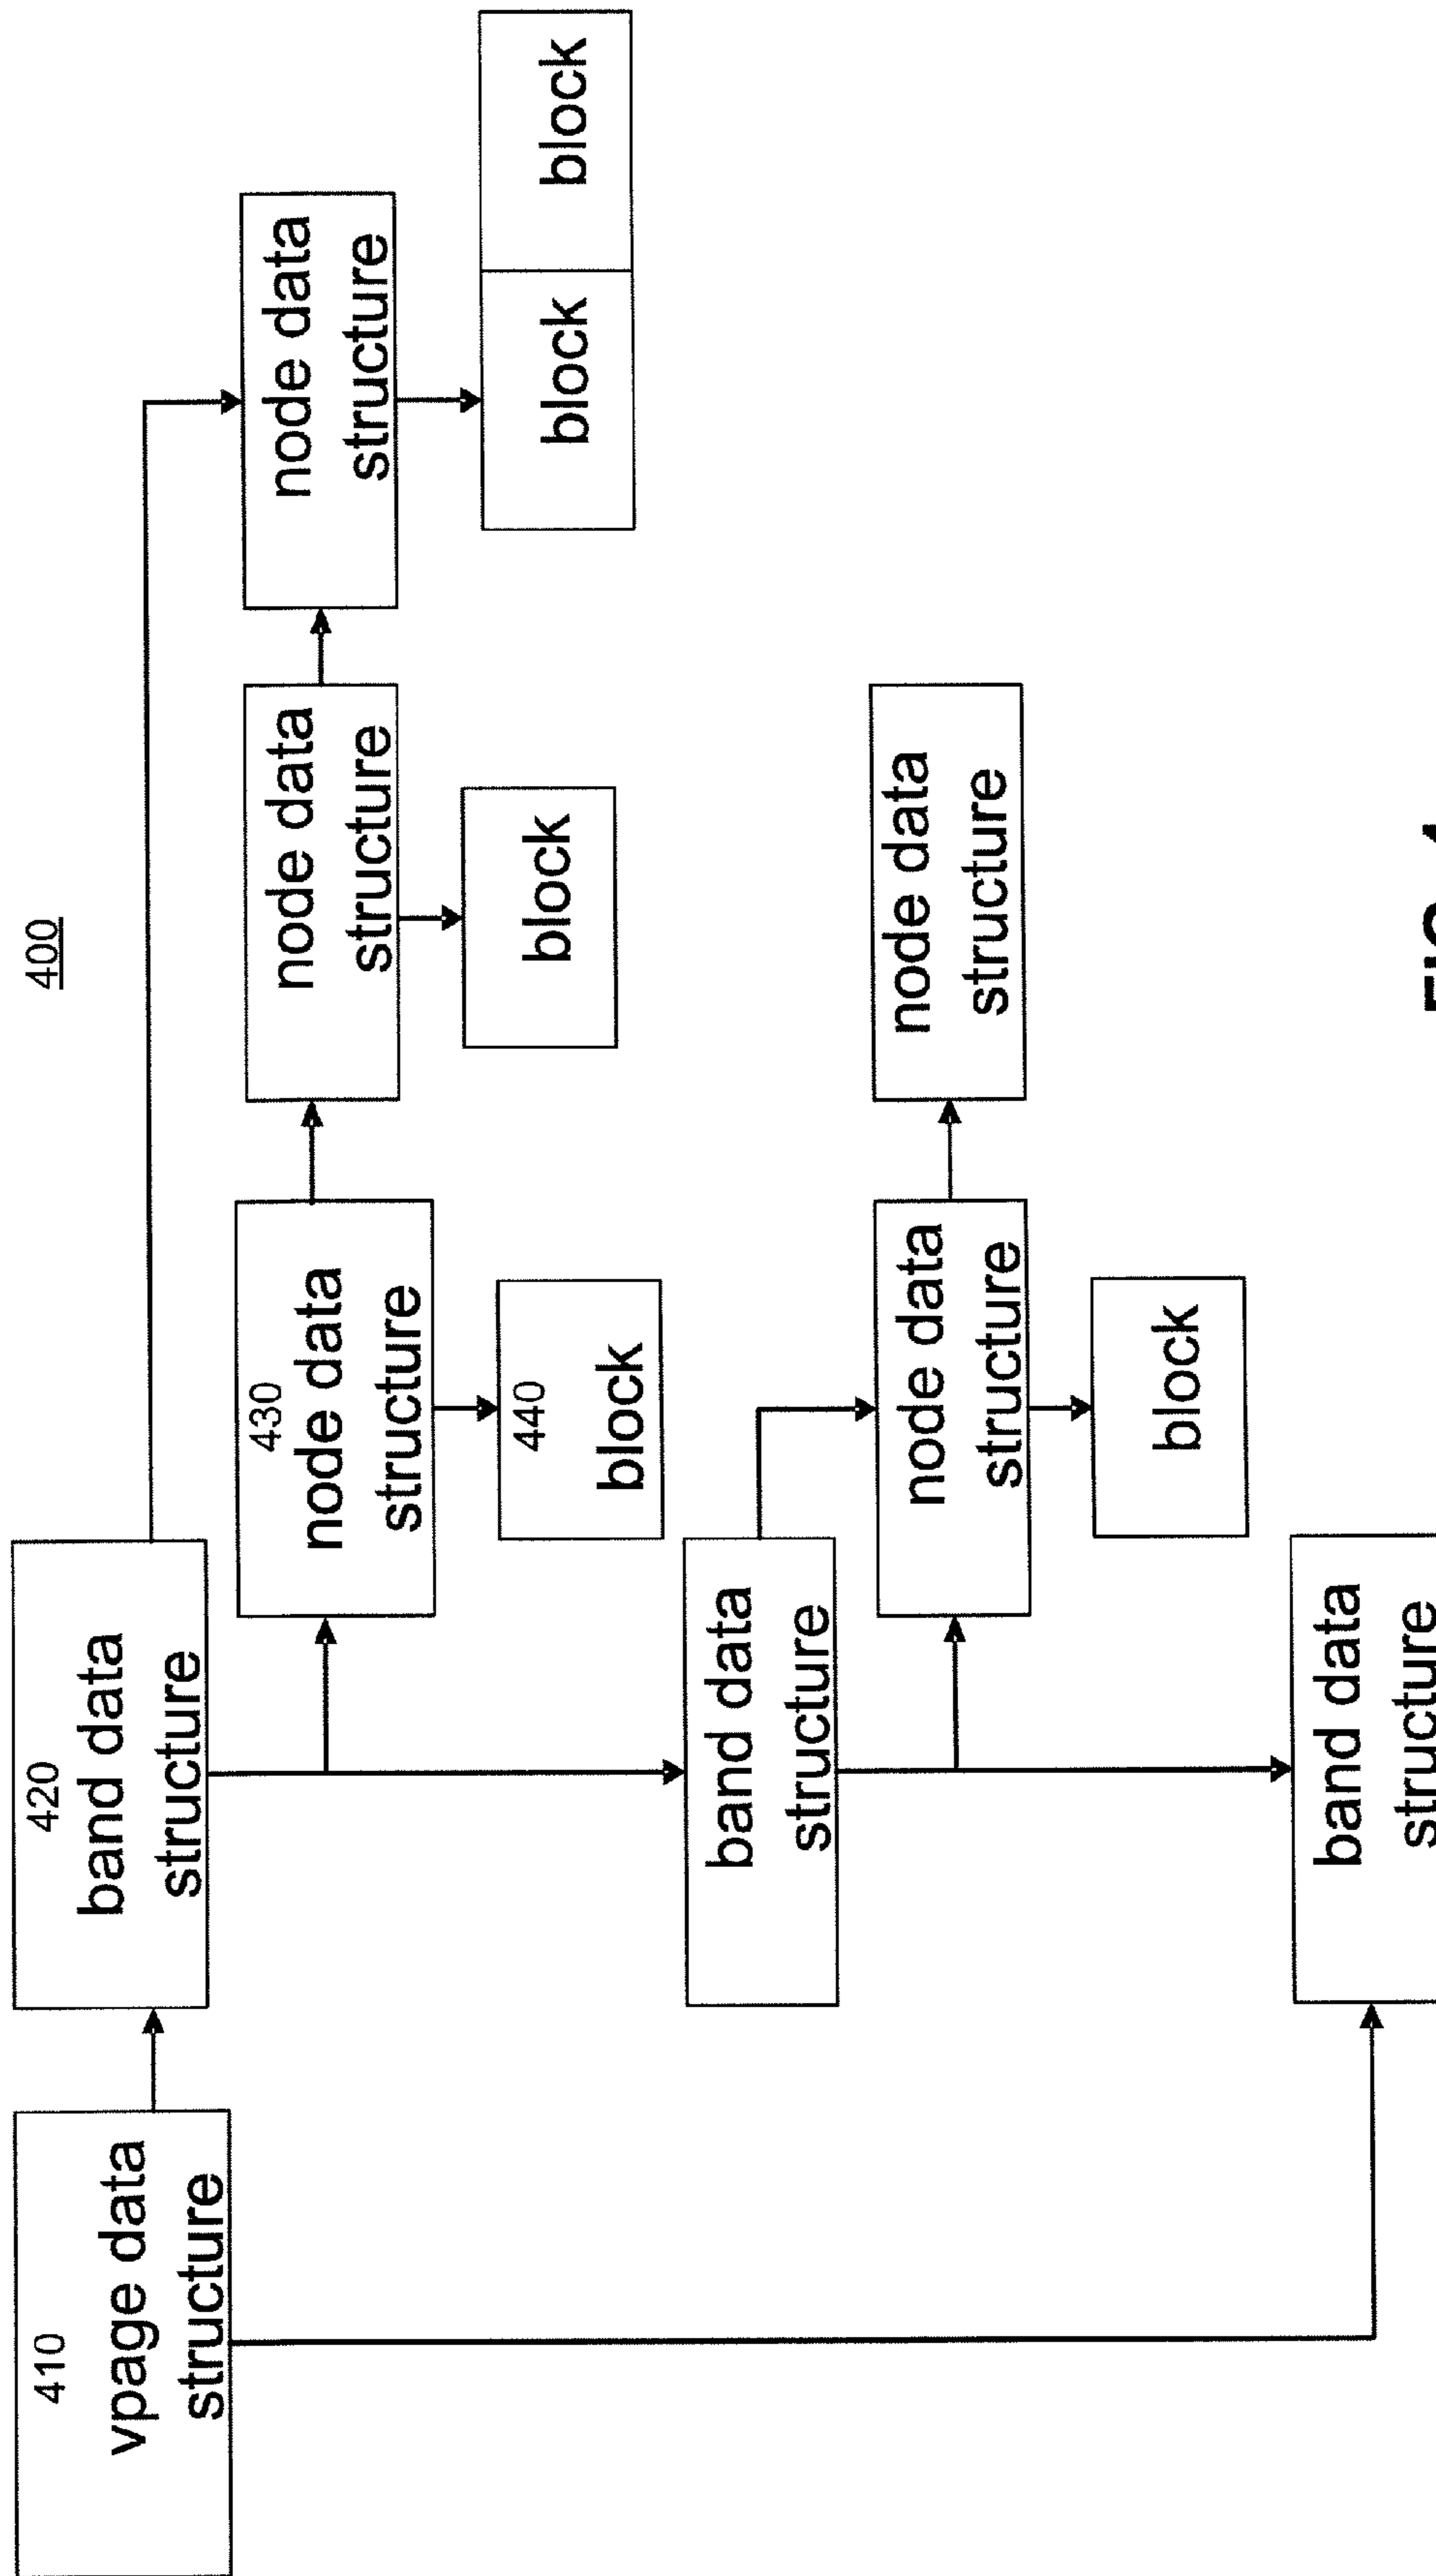 400
410
vpage data
structure
420
band data
structure
430
node data
structure
node data
structure
node data
structure
440
block
block
block
block
band data
structure
node data
structure
node data
structure
block
band data
structure